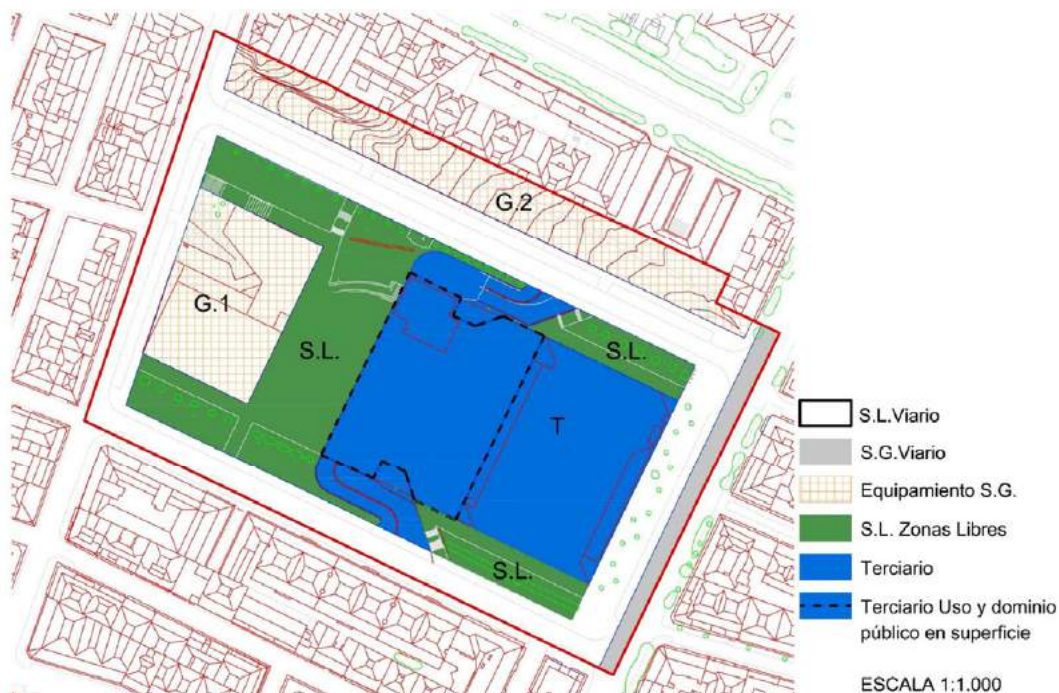 G.2
G.1
S.L.
S.L.
T
S.L.
S.L.Viario
S.G.Viario
Equipamiento S.G.
S.L. Zonas Libres
Terciario
Terciario Uso y dominio
público en superficie
ESCALA 1:1.000